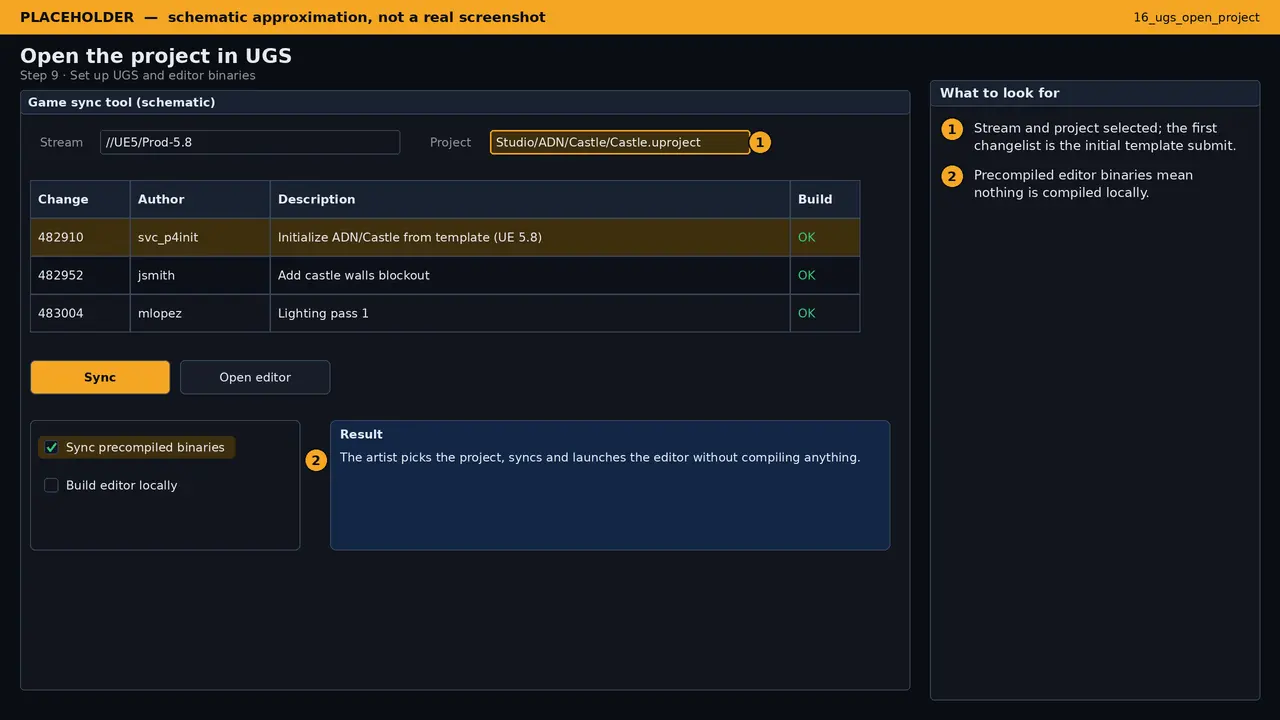 PLACEHOLDER — schematic approximation, not a real screenshot
16_ugs_open_project
Open the project in UGS
Step 9 · Set up UGS and editor binaries
Game sync tool (schematic)
Stream //UE5/Prod-5.8 Project Studio/ADN/Castle/Castle.uproject 1
Change Author Description Build
482910 svc_p4init Initialize ADN/Castle from template (UE 5.8) OK
482952 jsmith Add castle walls blockout OK
483004 mlopez Lighting pass 1 OK
Sync Open editor
Sync precompiled binaries
Build editor locally
2
Result
The artist picks the project, syncs and launches the editor without compiling anything.
What to look for
1 Stream and project selected; the first
changelist is the initial template submit.
2 Precompiled editor binaries mean
nothing is compiled locally.